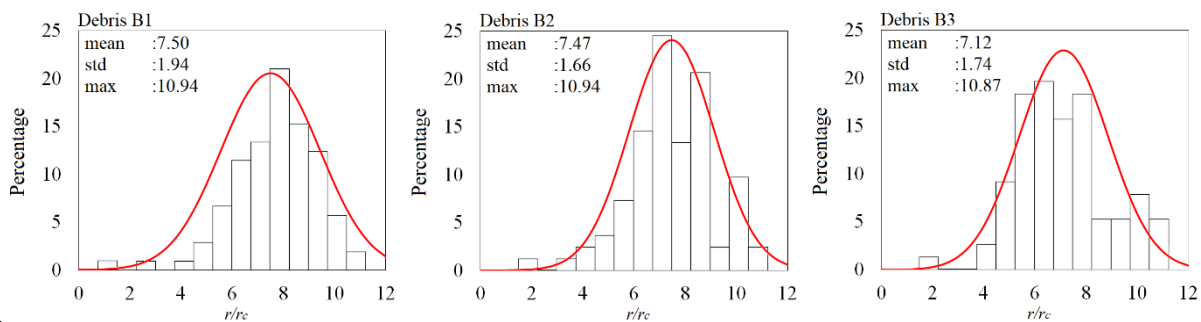 Debris B1
mean :7.50
std :1.94
max :10.94
25
20
15
10
5
0
Percentage
0 2 4 6 8 10 12
r/rc
Debris B2
mean :7.47
std :1.66
max :10.94
25
20
15
10
5
0
Percentage
0 2 4 6 8 10 12
r/rc
Debris B3
mean :7.12
std :1.74
max :10.87
25
20
15
10
5
0
Percentage
0 2 4 6 8 10 12
r/rc